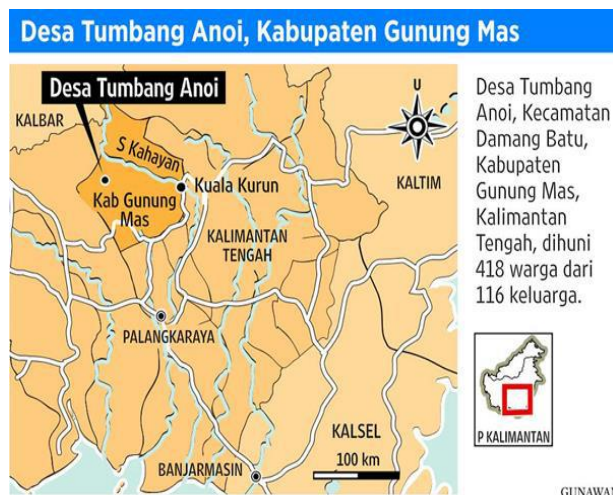 Desa Tumbang Anoi, Kabupaten Gunung Mas
Desa Tumbang Anoi
KALBAR
S Kahayan
Kab Gunung
Mas
Kuala Kurun
U
KALTIM
KALIMANTAN
TENGAH
PALANGKARAYA
KALSEL
BANJARMASIN
100 km
Desa Tumbang
Anoi, Kecamatan
Damang Batu,
Kabupaten
Gunung Mas,
Kalimantan
Tengah, dihuni
418 warga dari
116 keluarga.
P KALIMANTAN
GUNAWAN